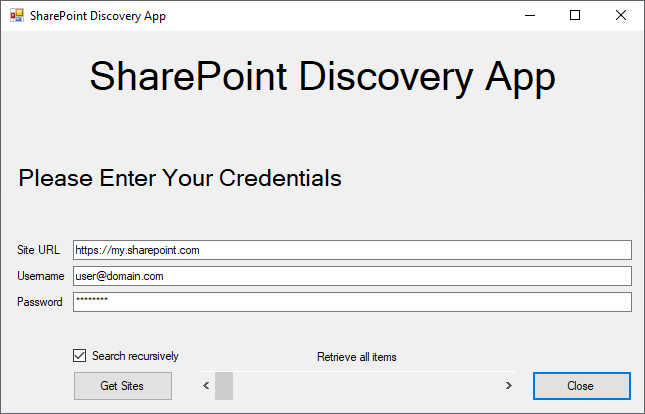 SharePoint Discovery App
SharePoint Discovery App
Please Enter Your Credentials
Site URL https://my.sharepoint.com
Username user@domain.com
Password ********
Search recursively Retrieve all items
Get Sites Close